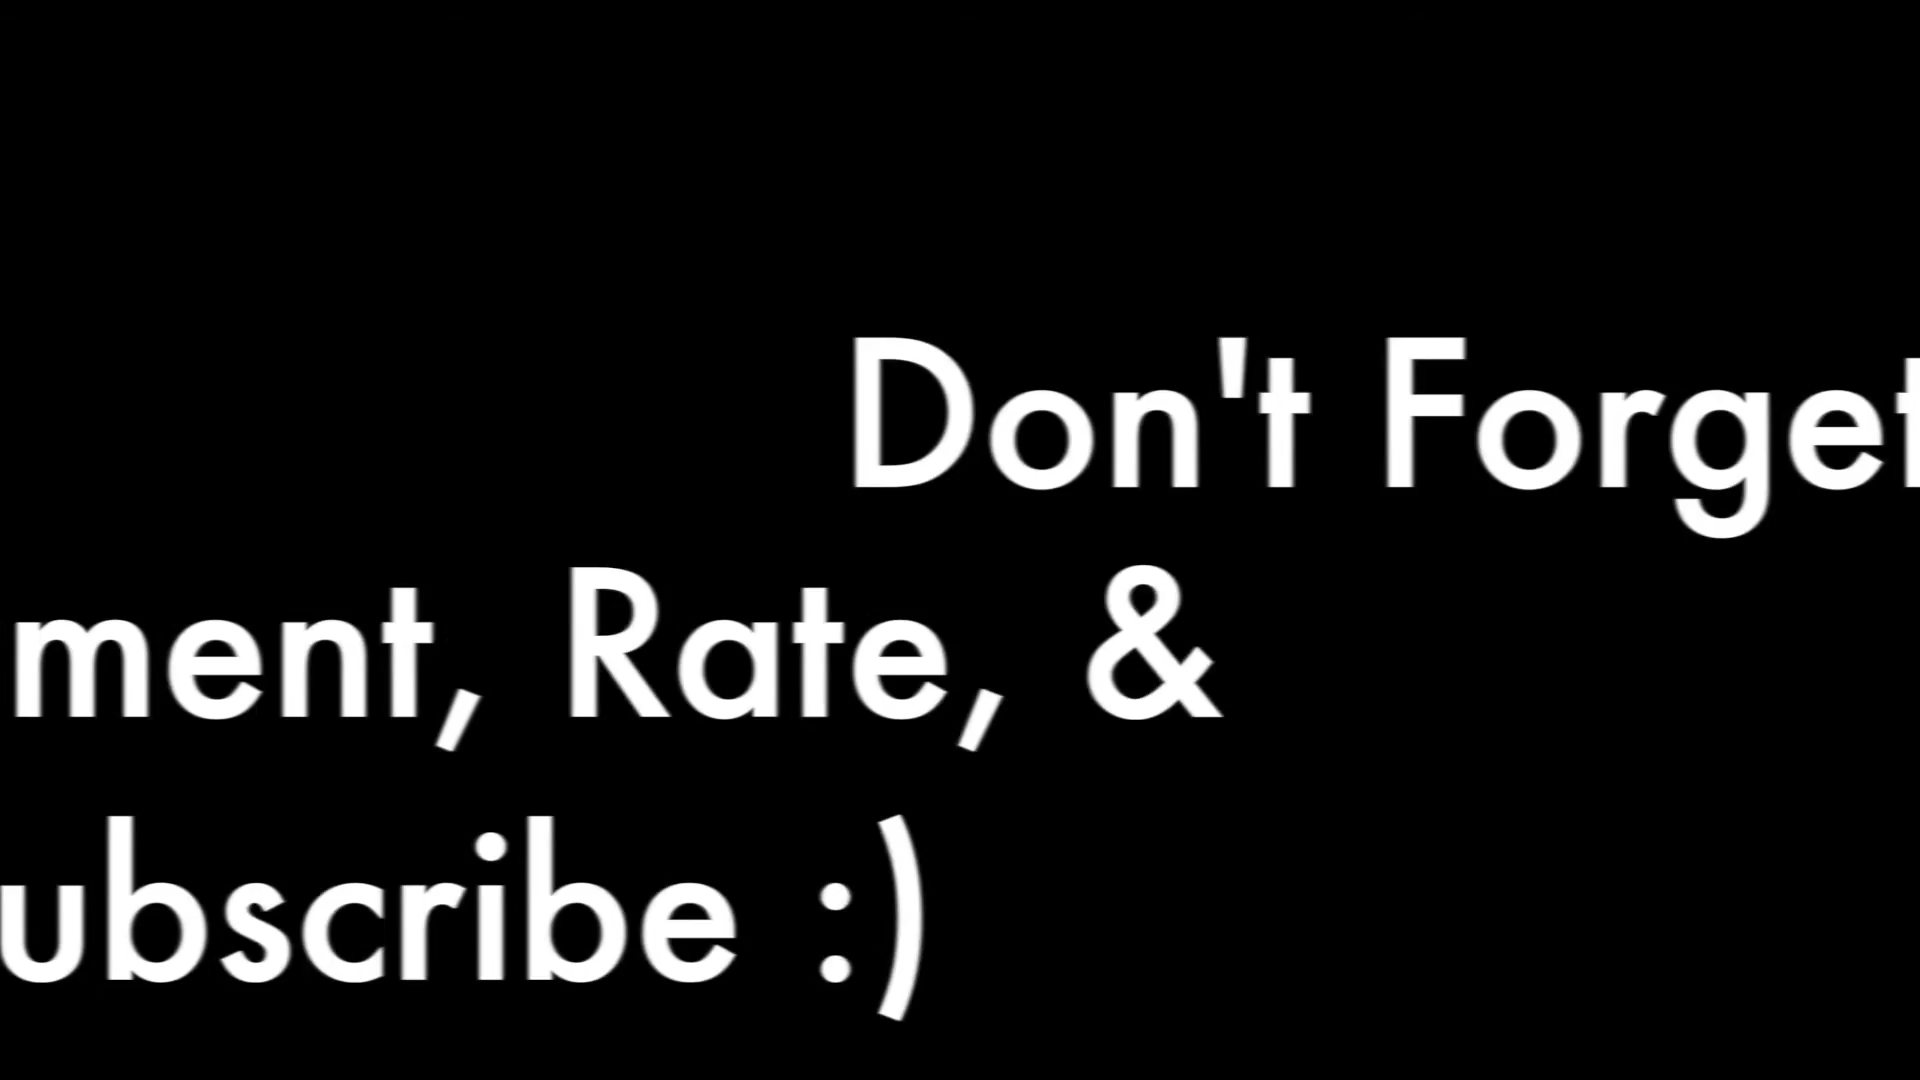 Don't Forget
ment, Rate, &
ubscribe :)